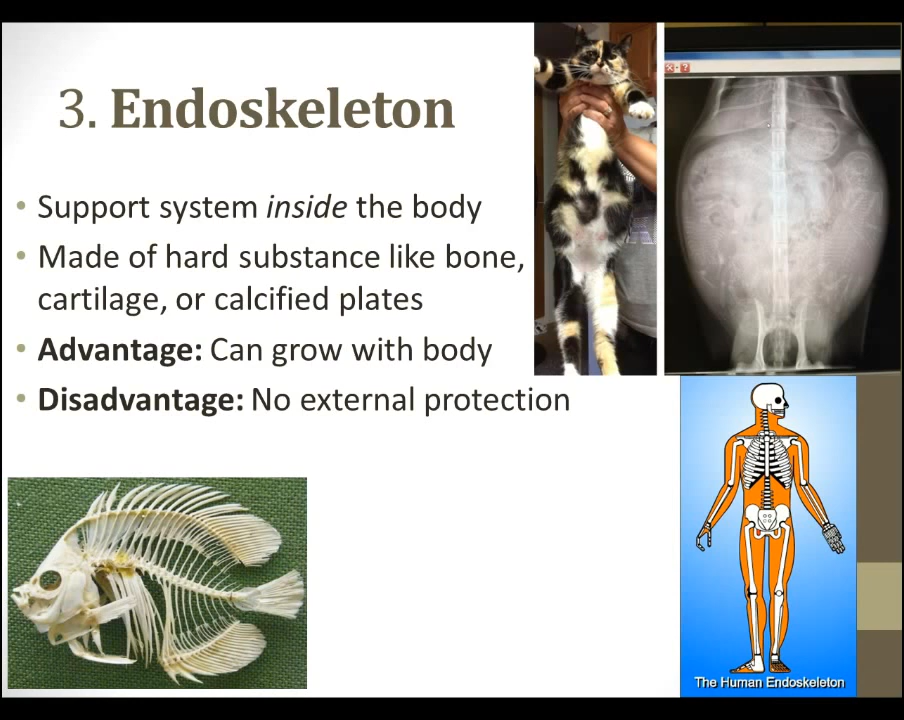 3. Endoskeleton
• Support system inside the body
• Made of hard substance like bone,
cartilage, or calcified plates
• Advantage: Can grow with body
• Disadvantage: No external protection
The Human Endoskeleton